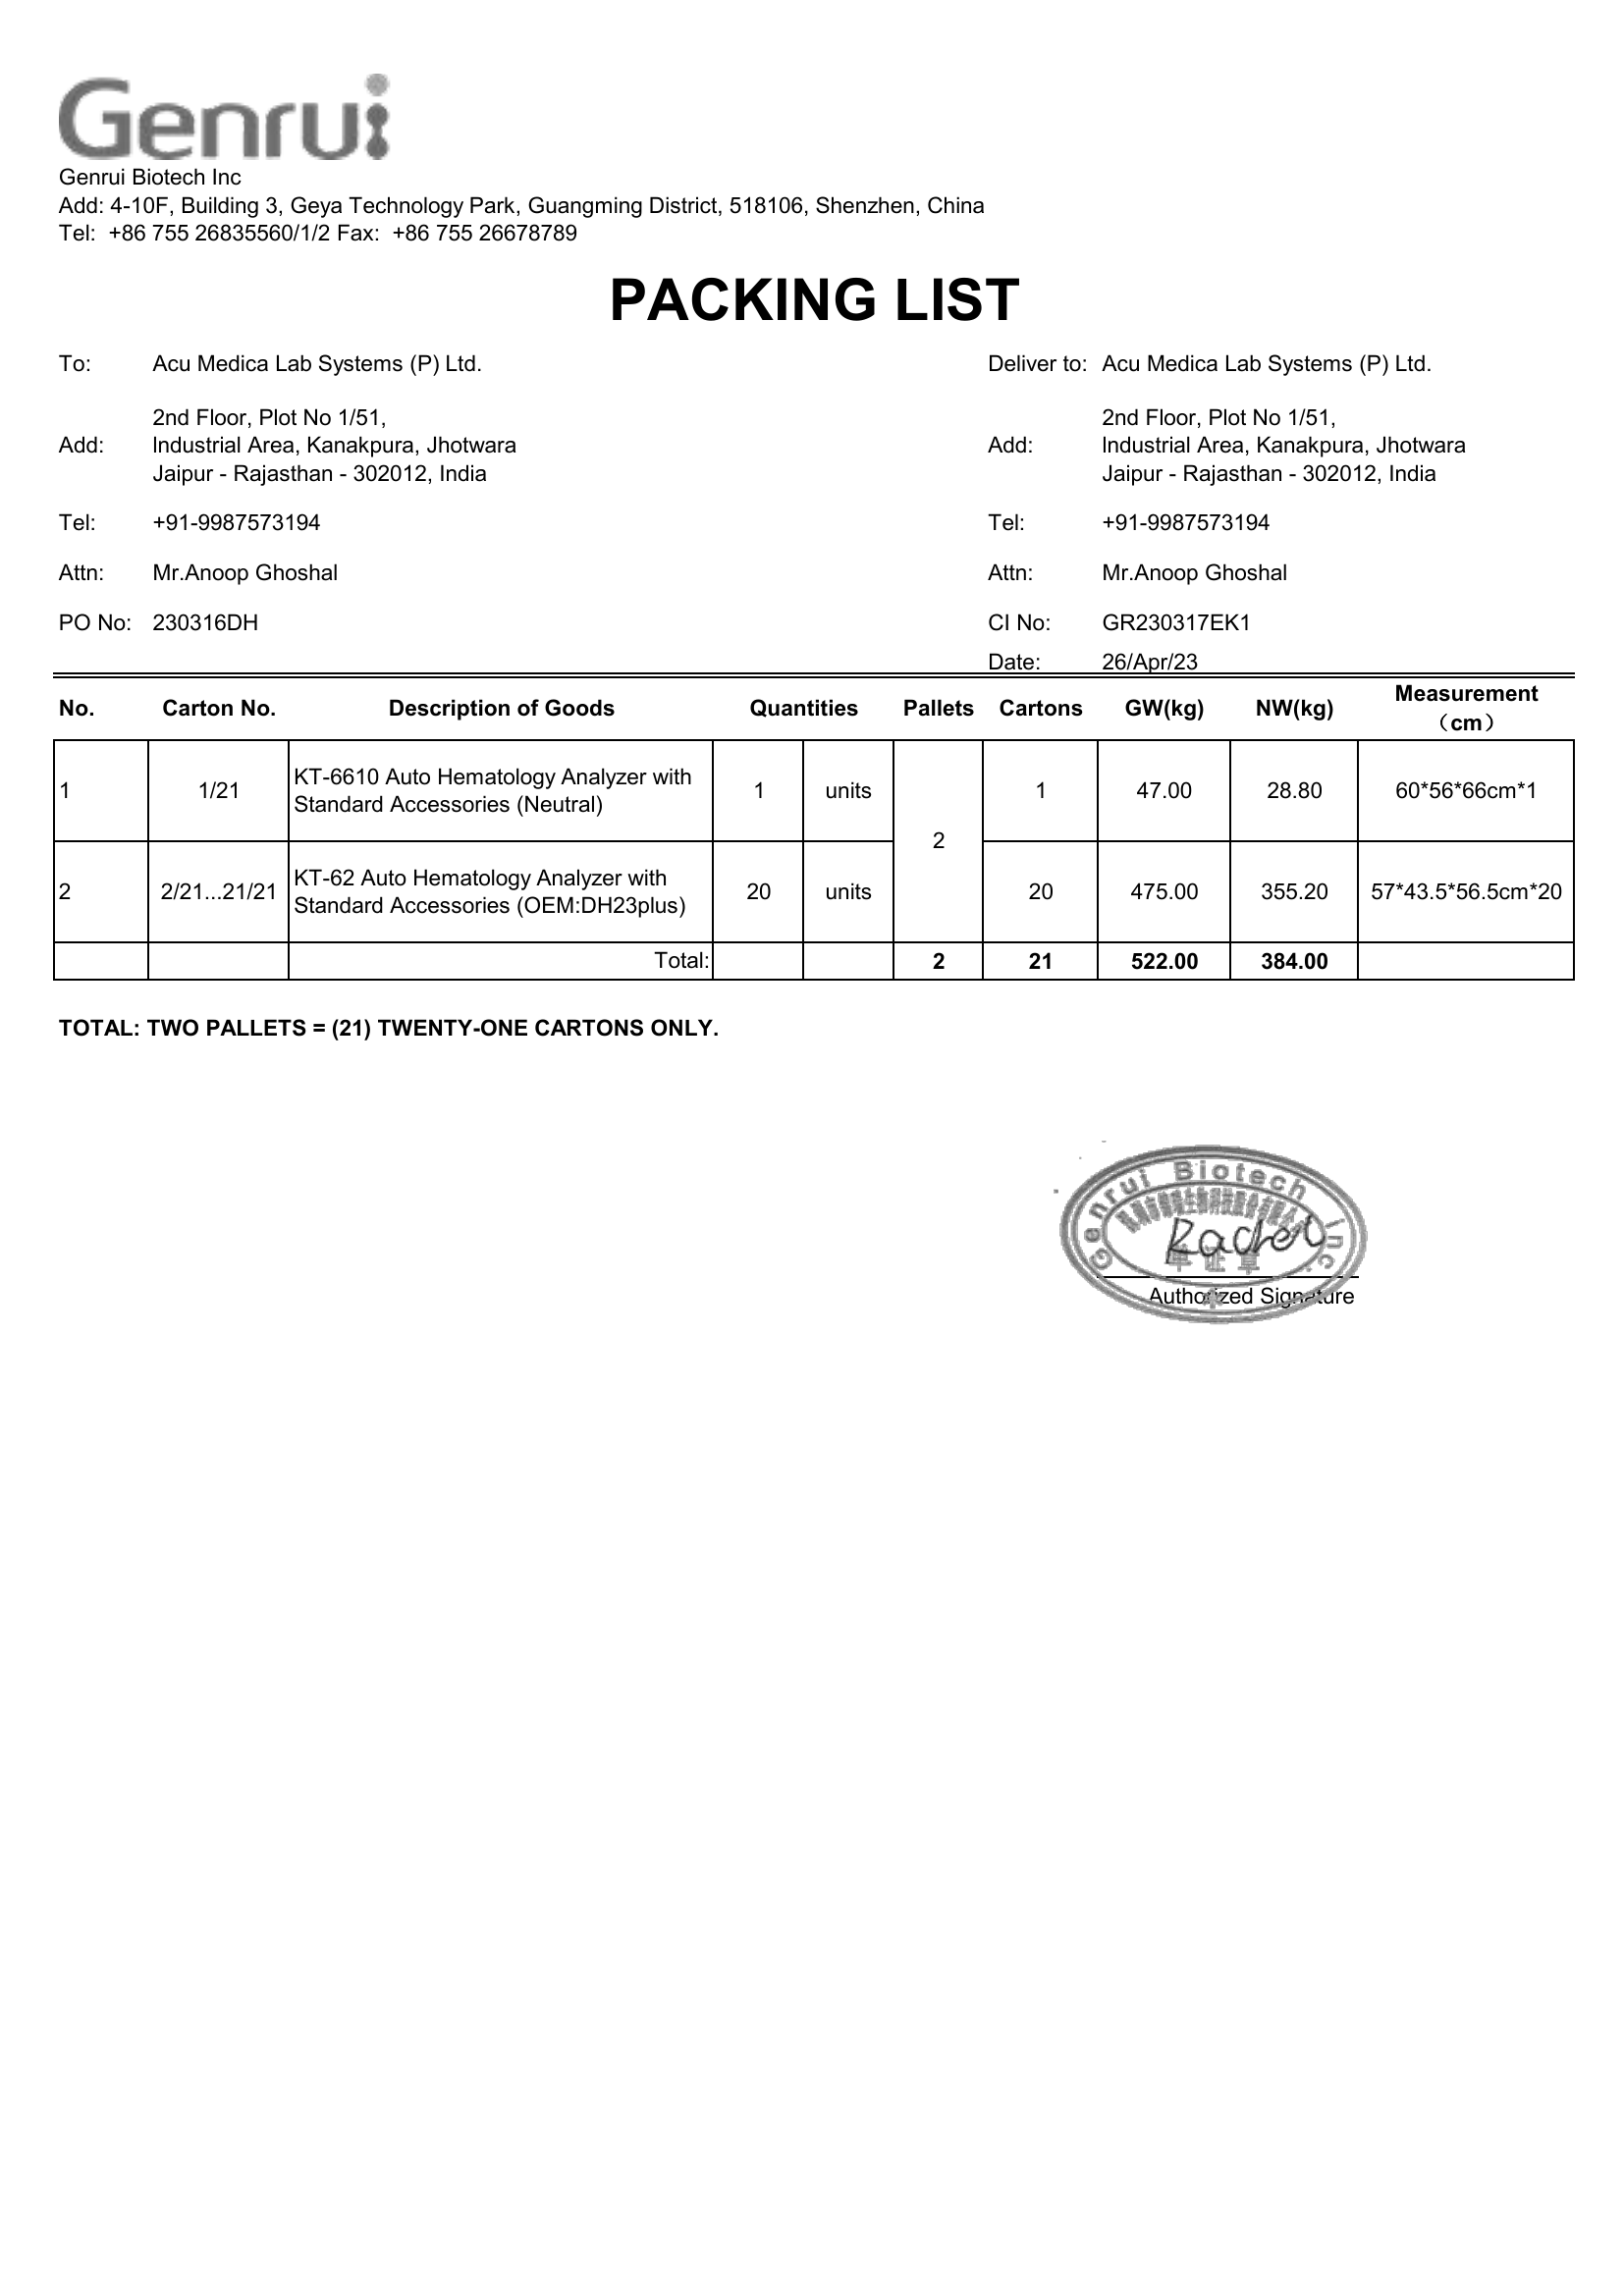 Genrui
Genrui Biotech Inc
Add: 4-10F, Building 3, Geya Technology Park, Guangming District, 518106, Shenzhen, China
Tel: +86 755 26835560/1/2 Fax: +86 755 26678789
PACKING LIST
To: Acu Medica Lab Systems (P) Ltd. Deliver to: Acu Medica Lab Systems (P) Ltd.
2nd Floor, Plot No 1/51, 2nd Floor, Plot No 1/51,
Add: Industrial Area, Kanakpura, Jhotwara Add: Industrial Area, Kanakpura, Jhotwara
Jaipur - Rajasthan - 302012, India Jaipur - Rajasthan - 302012, India
Tel: +91-9987573194 Tel: +91-9987573194
Attn: Mr.Anoop Ghoshal Attn: Mr.Anoop Ghoshal
PO No: 230316DH CI No: GR230317EK1
Date: 26/Apr/23
No. Carton No. Description of Goods Quantities Pallets Cartons GW(kg) NW(kg) Measurement
（cm）
1 1/21 KT-6610 Auto Hematology Analyzer with 1 units 1 47.00 28.80 60*56*66cm*1
Standard Accessories (Neutral)
2
2 2/21...21/21 KT-62 Auto Hematology Analyzer with 20 units 20 475.00 355.20 57*43.5*56.5cm*20
Standard Accessories (OEM:DH23plus)
Total: 2 21 522.00 384.00
TOTAL: TWO PALLETS = (21) TWENTY-ONE CARTONS ONLY.
Genrui Biotech Inc.
Rachel
单证章
Authorized Signature